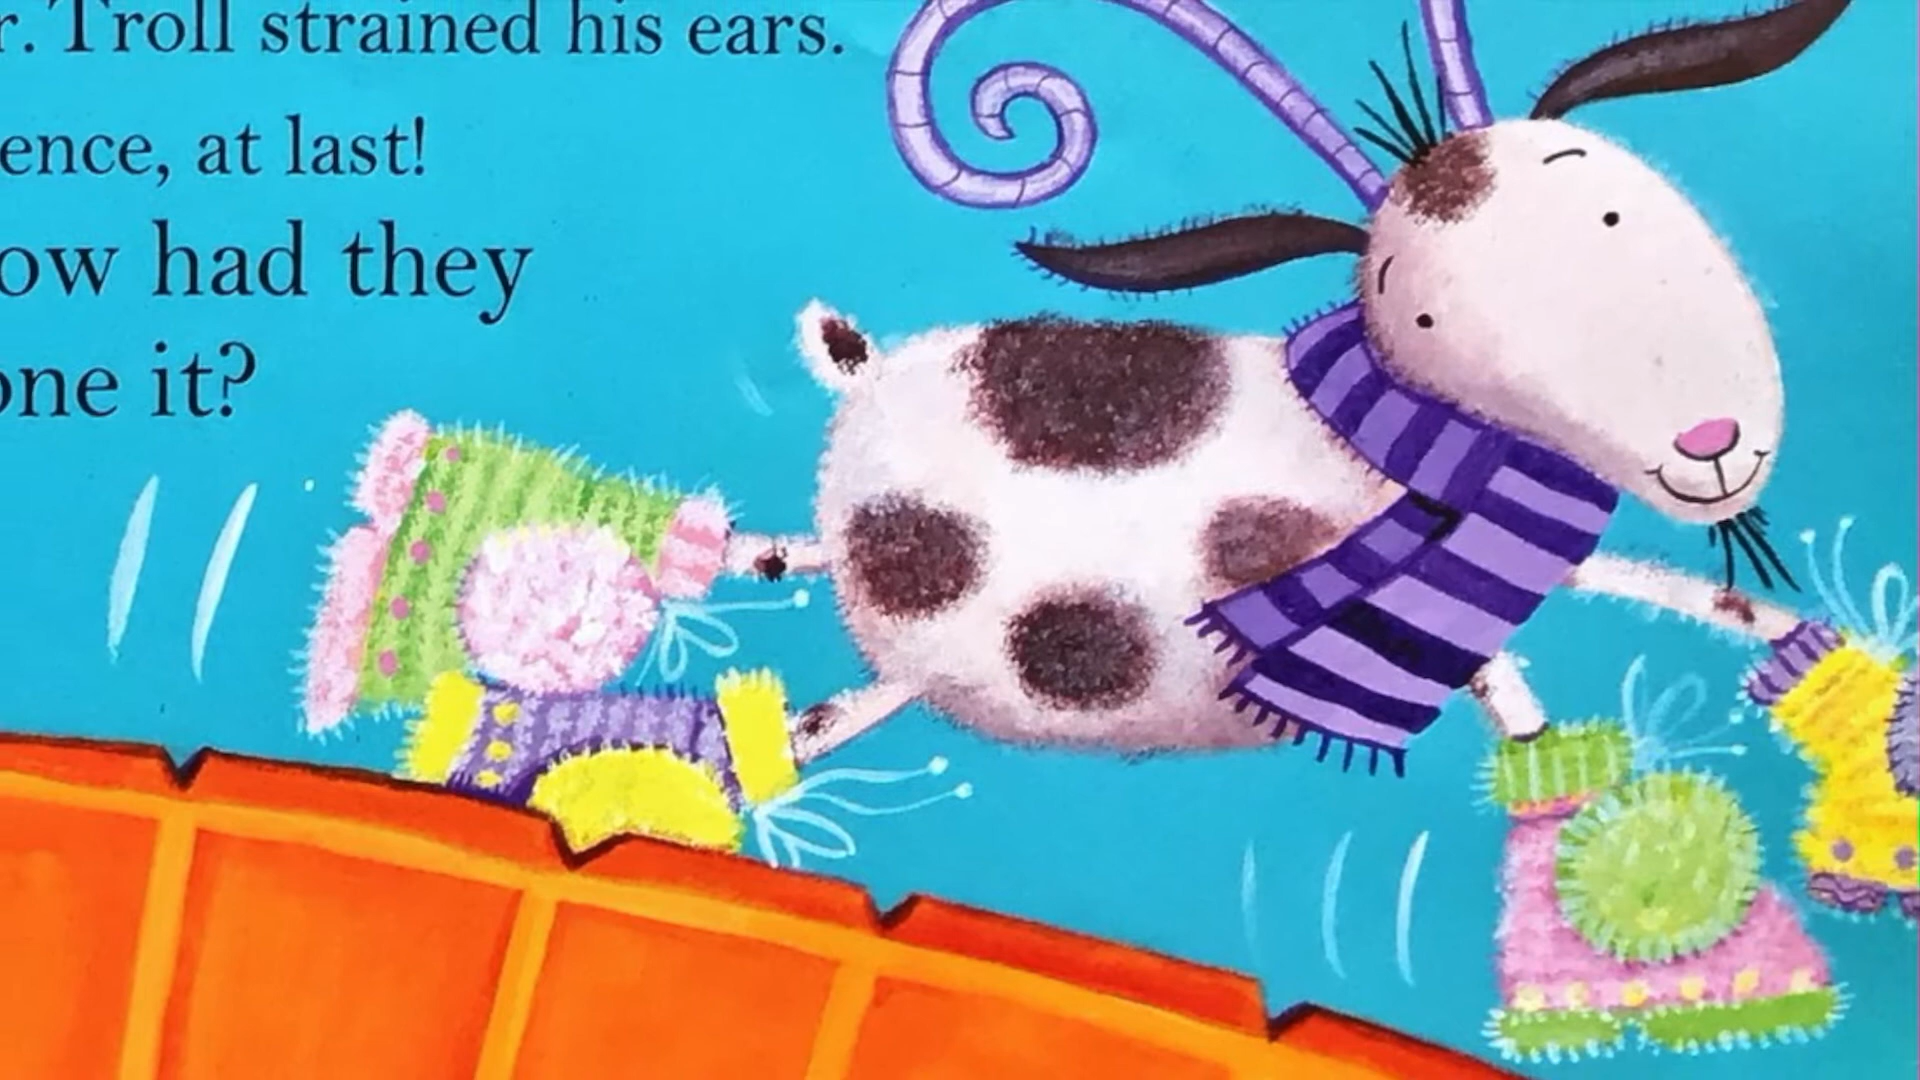 r. Troll strained his ears.
ence, at last!
ow had they
one it?